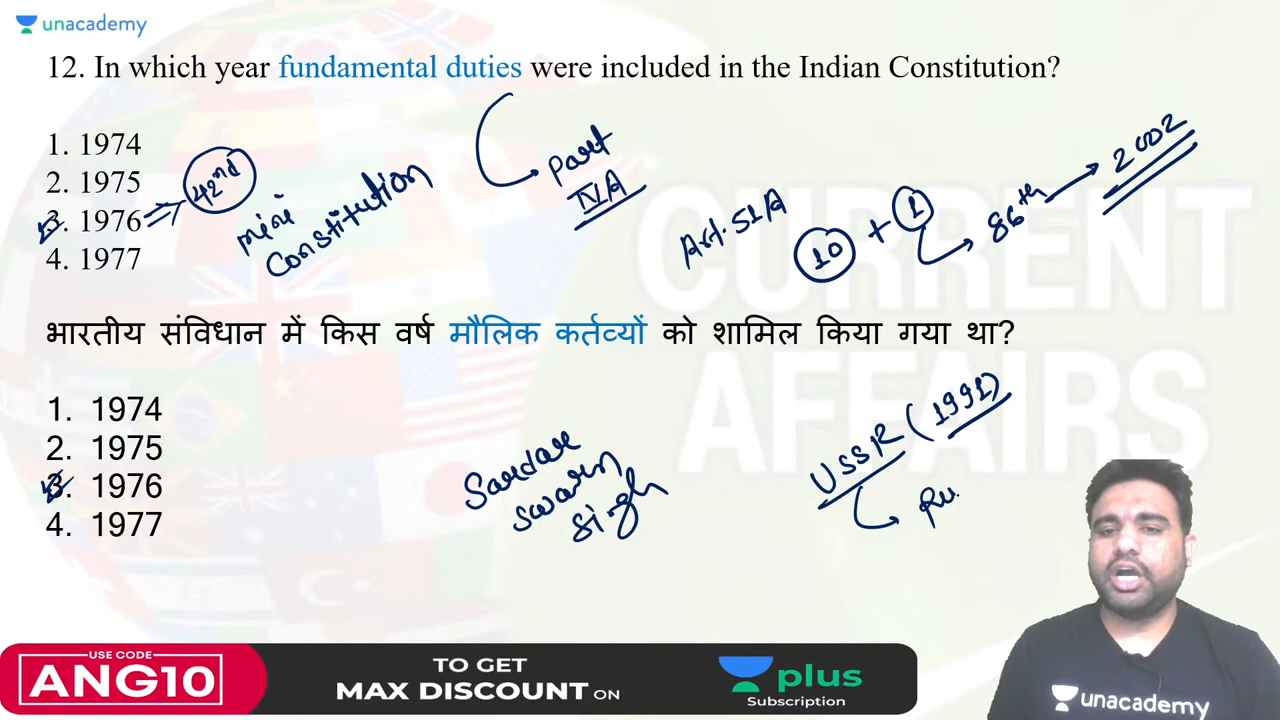 unacademy
12. In which year fundamental duties were included in the Indian Constitution?
1. 1974
2. 1975
3. 1976
4. 1977
42nd
mini
Constitution
Part
IVA
Art. 51A
10 + 1
86th
2002
भारतीय संविधान में किस वर्ष मौलिक कर्तव्यों को शामिल किया गया था?
1. 1974
2. 1975
3. 1976
4. 1977
Sardar
swarn
singh
USSR (1991)
Ru
CURRENT
AFFAIRS
USE CODE
ANG10
TO GET
MAX DISCOUNT ON
plus
Subscription
unacademy